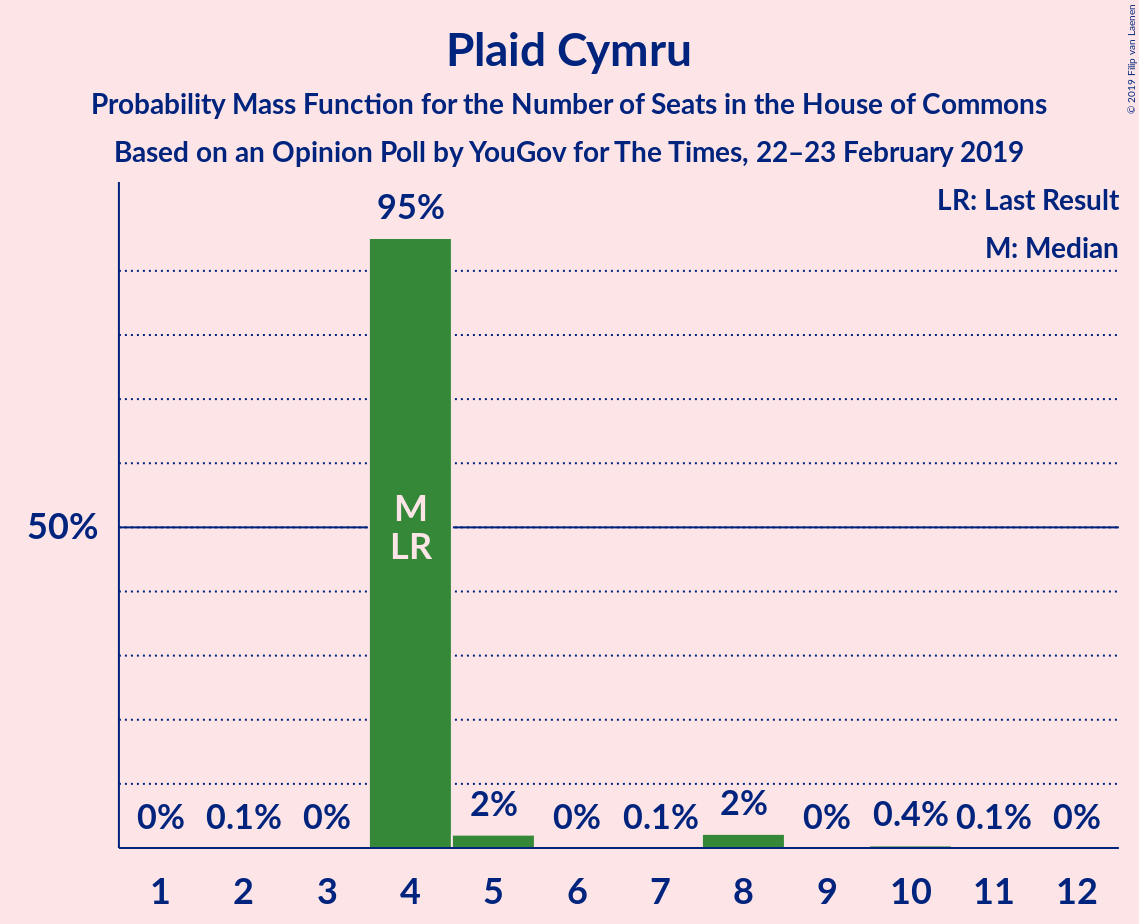 Plaid Cymru
Probability Mass Function for the Number of Seats in the House of Commons
Based on an Opinion Poll by YouGov for The Times, 22–23 February 2019
© 2019 Filip van Laenen
LR: Last Result
M: Median
95%
M
LR
50%
0% 0.1% 0% 2% 0% 0.1% 2% 0% 0.4% 0.1% 0%
1 2 3 4 5 6 7 8 9 10 11 12